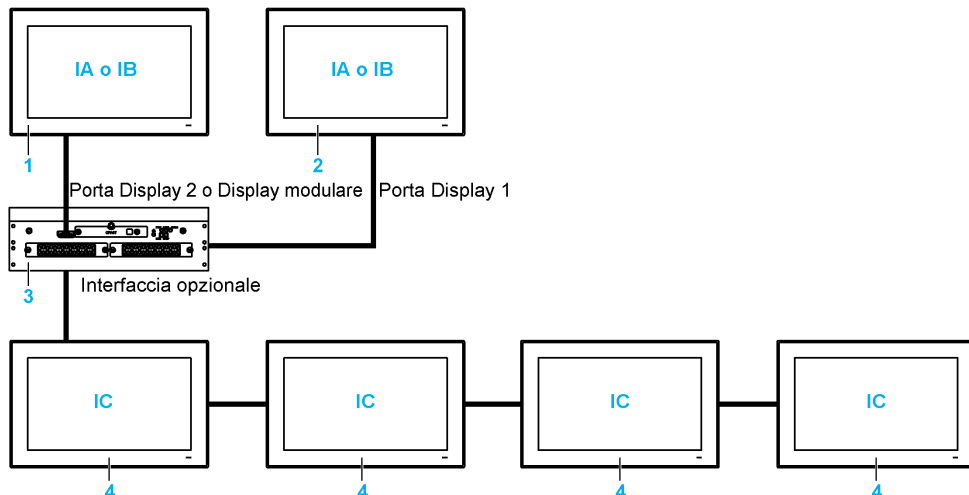 IA o IB
IA o IB
1
2
Porta Display 2 o Display modulare
Porta Display 1
3
Interfaccia opzionale
IC
IC
IC
IC
4
4
4
4